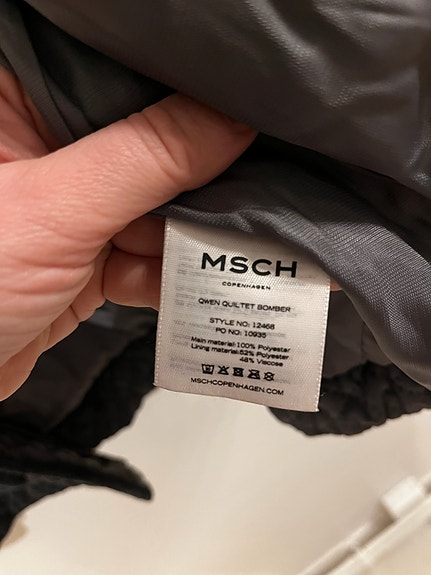 MSCH
COPENHAGEN
QWEN QUILTET BOMBER
STYLE NO: 12468
PO NO: 10935
Main material:100% Polyester
Lining material:52% Polyester
48% Viscose
MSCHCOPENHAGEN.COM